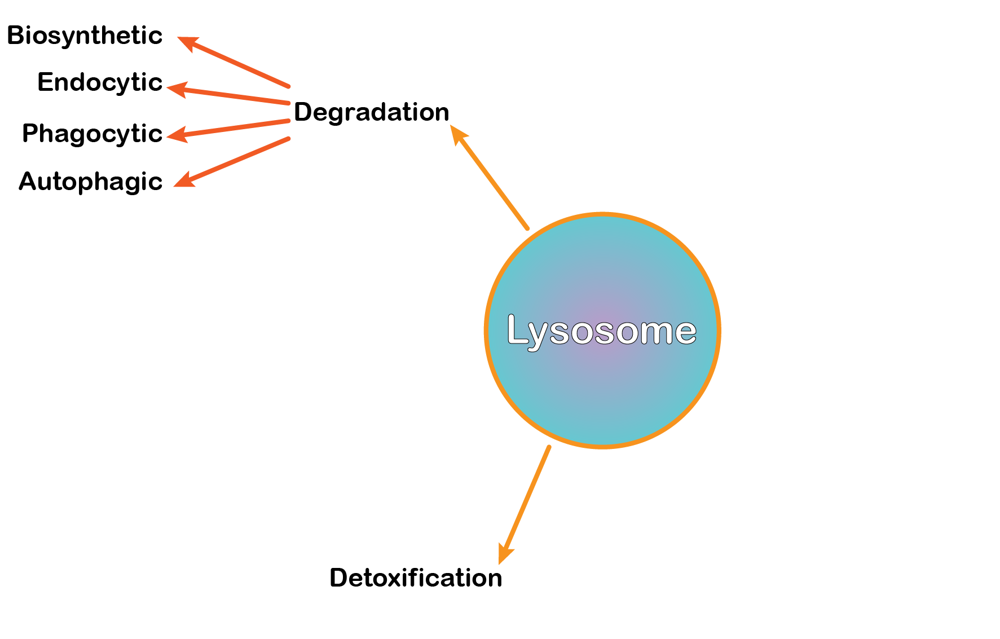 Biosynthetic
Endocytic
Phagocytic
Autophagic
Degradation
Lysosome
Detoxification